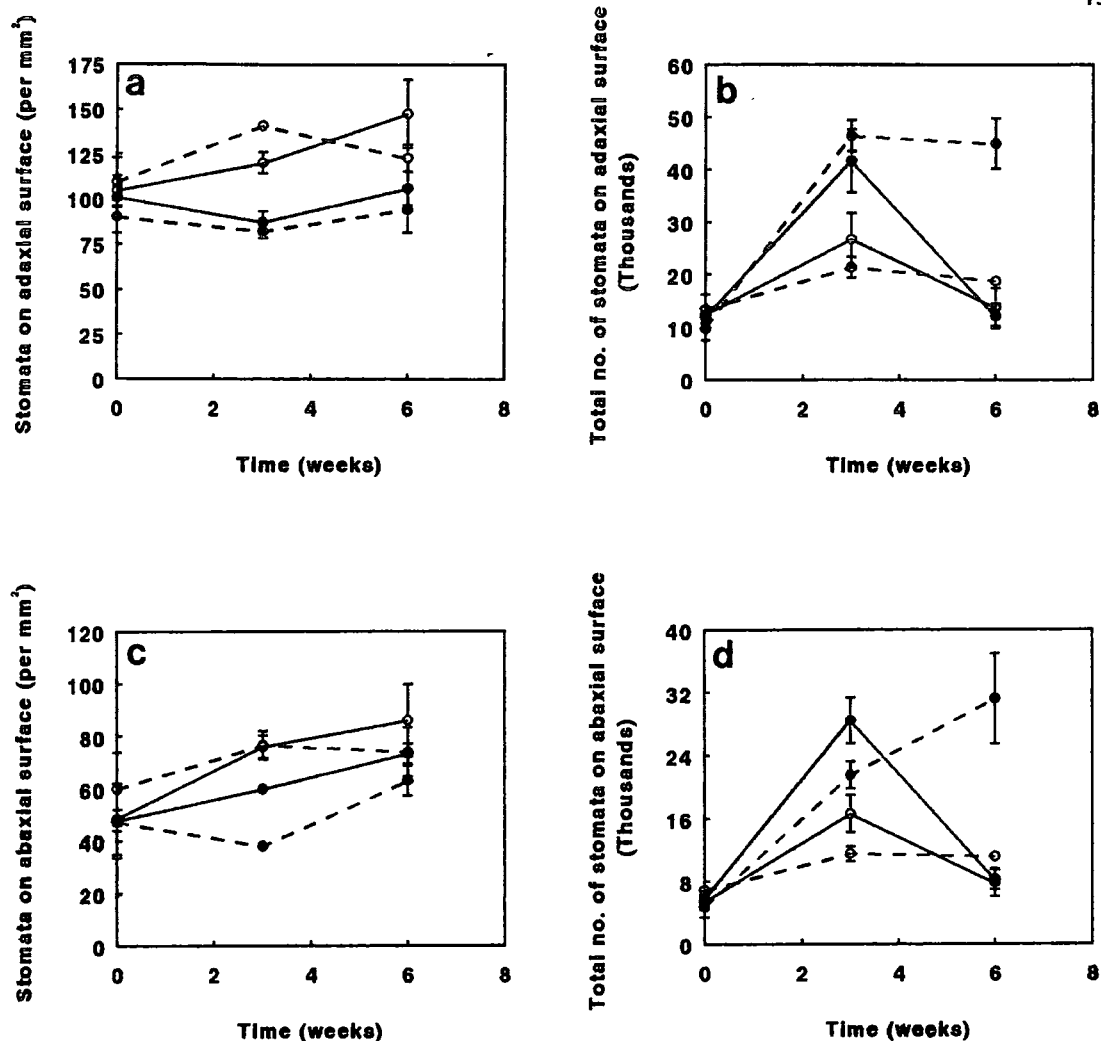 Stomata on adaxial surface (per mm²)
175
150
125
100
75
50
25
0
a
0 2 4 6 8
Time (weeks)
Total no. of stomata on adaxial surface
(Thousands)
60
50
40
30
20
10
0
b
0 2 4 6 8
Time (weeks)
Stomata on abaxial surface (per mm²)
120
100
80
60
40
20
0
c
0 2 4 6 8
Time (weeks)
Total no. of stomata on abaxial surface
(Thousands)
40
32
24
16
8
0
d
0 2 4 6 8
Time (weeks)